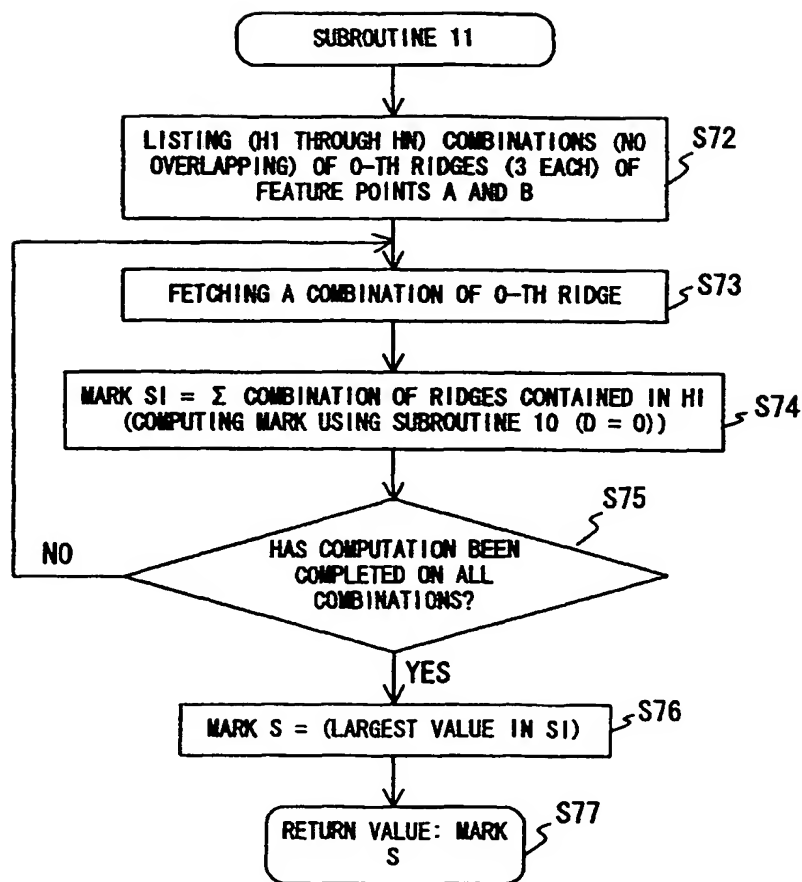 SUBROUTINE 11
LISTING (H1 THROUGH HN) COMBINATIONS (NO
OVERLAPPING) OF 0-TH RIDGES (3 EACH) OF
FEATURE POINTS A AND B
S72
FETCHING A COMBINATION OF 0-TH RIDGE
S73
MARK SI = Σ COMBINATION OF RIDGES CONTAINED IN HI
(COMPUTING MARK USING SUBROUTINE 10 (D = 0))
S74
S75
NO
HAS COMPUTATION BEEN
COMPLETED ON ALL
COMBINATIONS?
YES
MARK S = (LARGEST VALUE IN SI)
S76
RETURN VALUE: MARK
S
S77